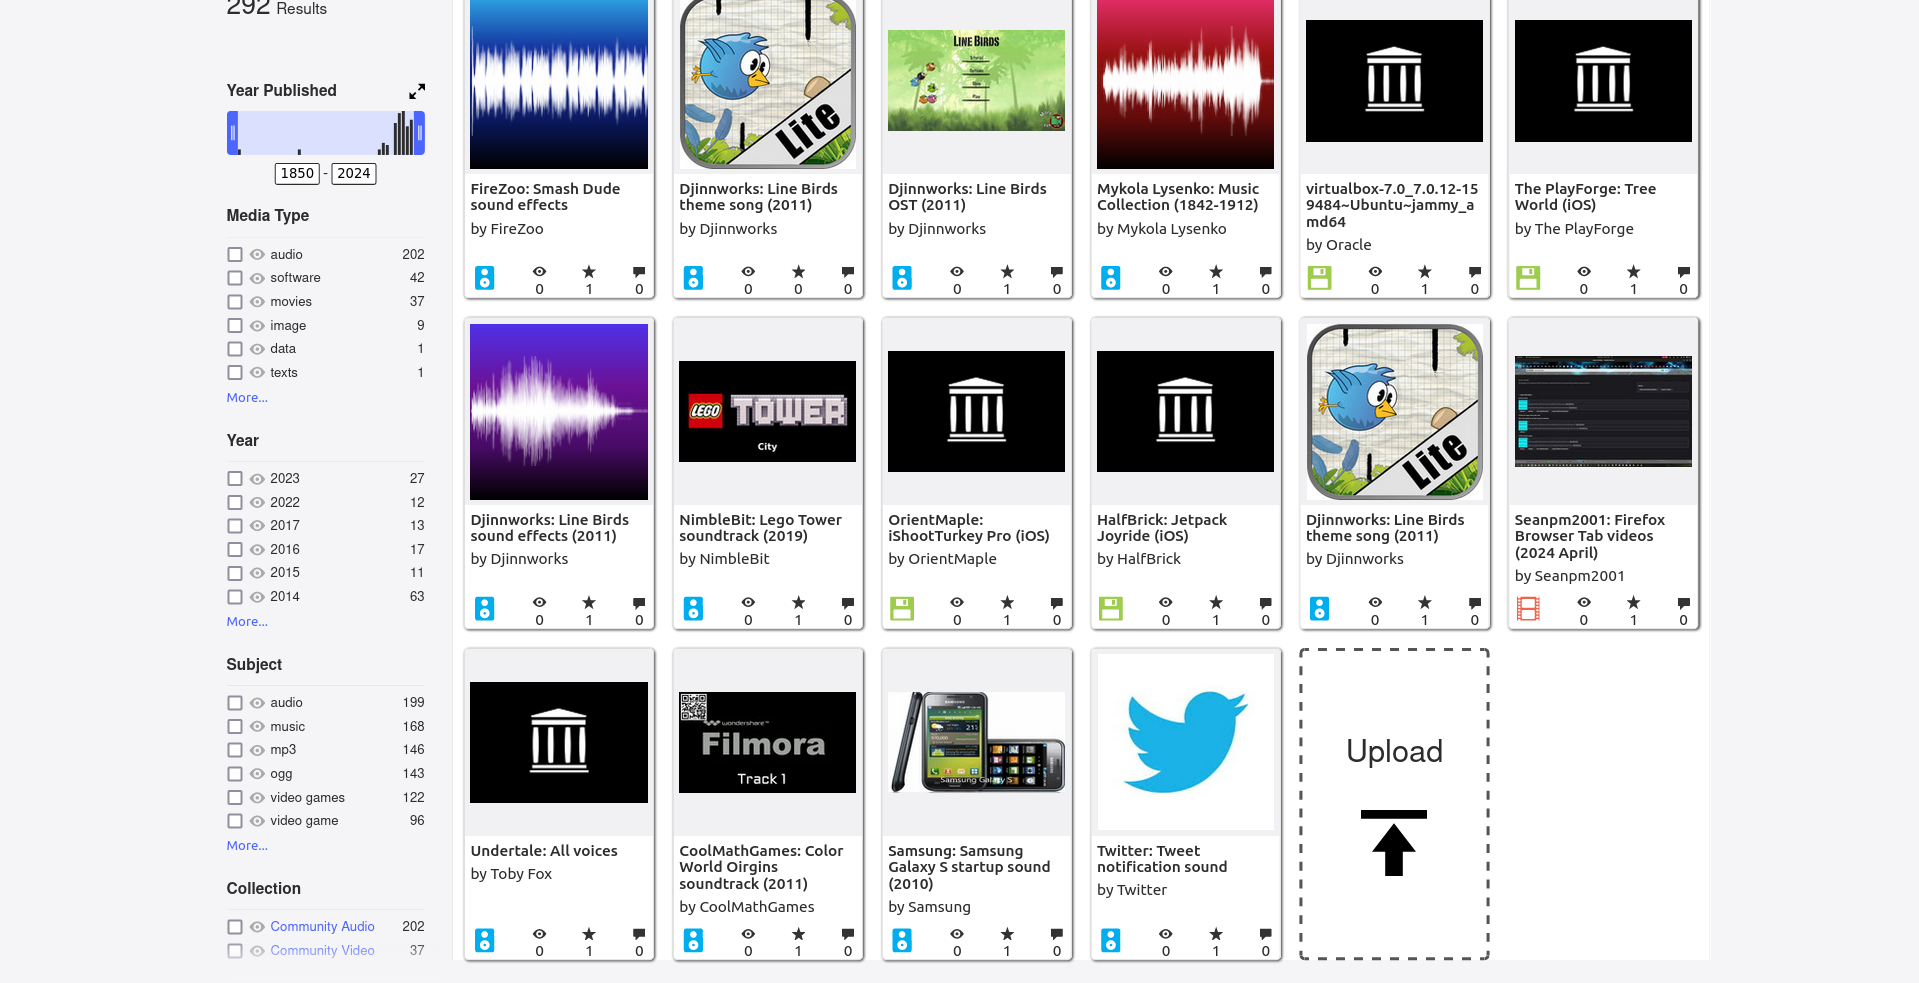 292 Results
Year Published
1850 - 2024
Media Type
audio 202
software 42
movies 37
image 9
data 1
texts 1
More...
Year
2023 27
2022 12
2017 13
2016 17
2015 11
2014 63
More...
Subject
audio 199
music 168
mp3 146
ogg 143
video games 122
video game 96
More...
Collection
Community Audio 202
Community Video 37
FireZoo: Smash Dude
sound effects
by FireZoo
0 1 0
Lite
Djinnworks: Line Birds
theme song (2011)
by Djinnworks
0 0 0
LINE BIRDS
Djinnworks: Line Birds
OST (2011)
by Djinnworks
0 1 0
Mykola Lysenko: Music
Collection (1842-1912)
by Mykola Lysenko
0 1 0
virtualbox-7.0_7.0.12-15
9484~Ubuntu~jammy_a
md64
by Oracle
0 1 0
The PlayForge: Tree
World (iOS)
by The PlayForge
0 1 0
Djinnworks: Line Birds
sound effects (2011)
by Djinnworks
0 1 0
LEGO TOWER
City
NimbleBit: Lego Tower
soundtrack (2019)
by NimbleBit
0 1 0
OrientMaple:
iShootTurkey Pro (iOS)
by OrientMaple
0 1 0
HalfBrick: Jetpack
Joyride (iOS)
by HalfBrick
0 1 0
Lite
Djinnworks: Line Birds
theme song (2011)
by Djinnworks
0 1 0
Seanpm2001: Firefox
Browser Tab videos
(2024 April)
by Seanpm2001
0 1 0
Undertale: All voices
by Toby Fox
0 1 0
wondershare™
Filmora
Track 1
CoolMathGames: Color
World Oirgins
soundtrack (2011)
by CoolMathGames
0 1 0
Samsung Galaxy S
Samsung: Samsung
Galaxy S startup sound
(2010)
by Samsung
0 1 0
Twitter: Tweet
notification sound
by Twitter
0 1 0
Upload